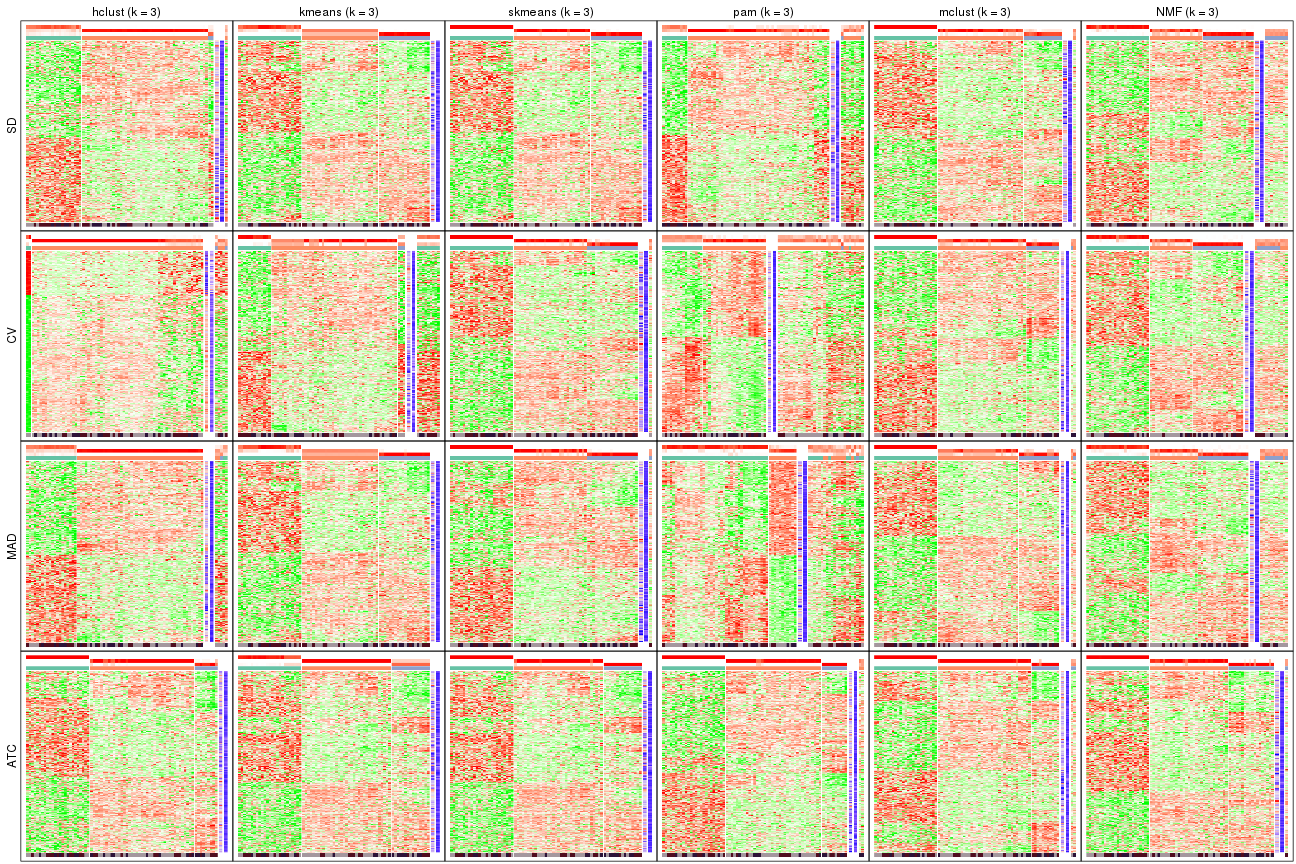 hclust (k = 3) kmeans (k = 3) skmeans (k = 3) pam (k = 3) mclust (k = 3) NMF (k = 3)
SD
CV
MAD
ATC